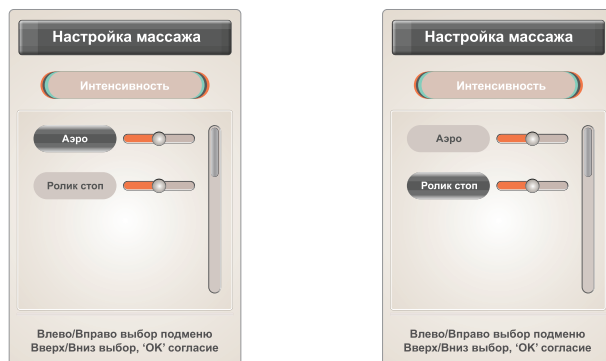 Настройка массажа
Интенсивность
Аэро
Ролик стоп
Влево/Вправо выбор подменю
Вверх/Вниз выбор, ‘OK’ согласие
Настройка массажа
Интенсивность
Аэро
Ролик стоп
Влево/Вправо выбор подменю
Вверх/Вниз выбор, ‘OK’ согласие